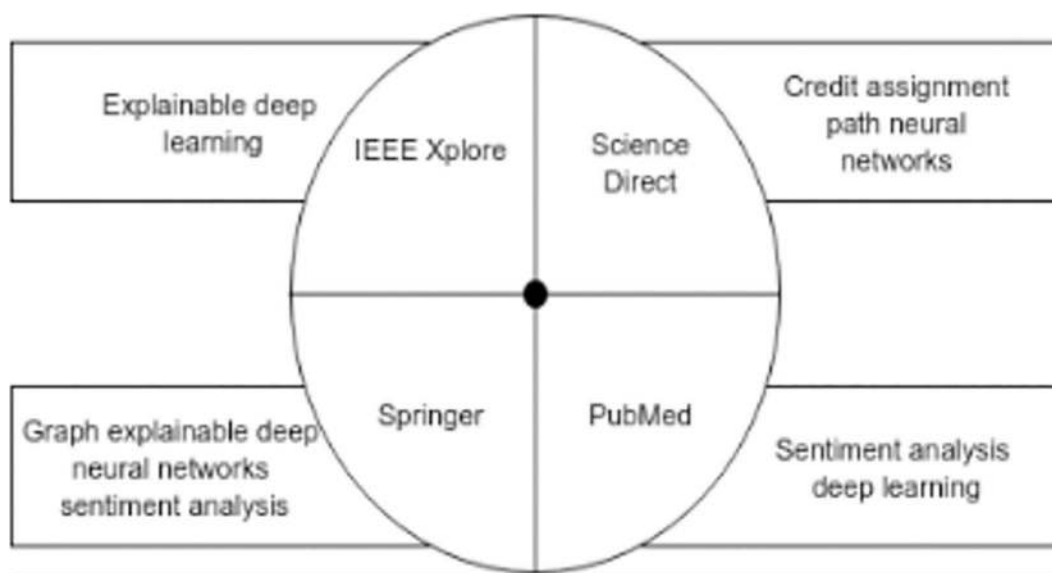 Explainable deep
learning
IEEE Xplore
Science
Direct
Credit assignment
path neural
networks
Graph explainable deep
neural networks
sentiment analysis
Springer
PubMed
Sentiment analysis
deep learning